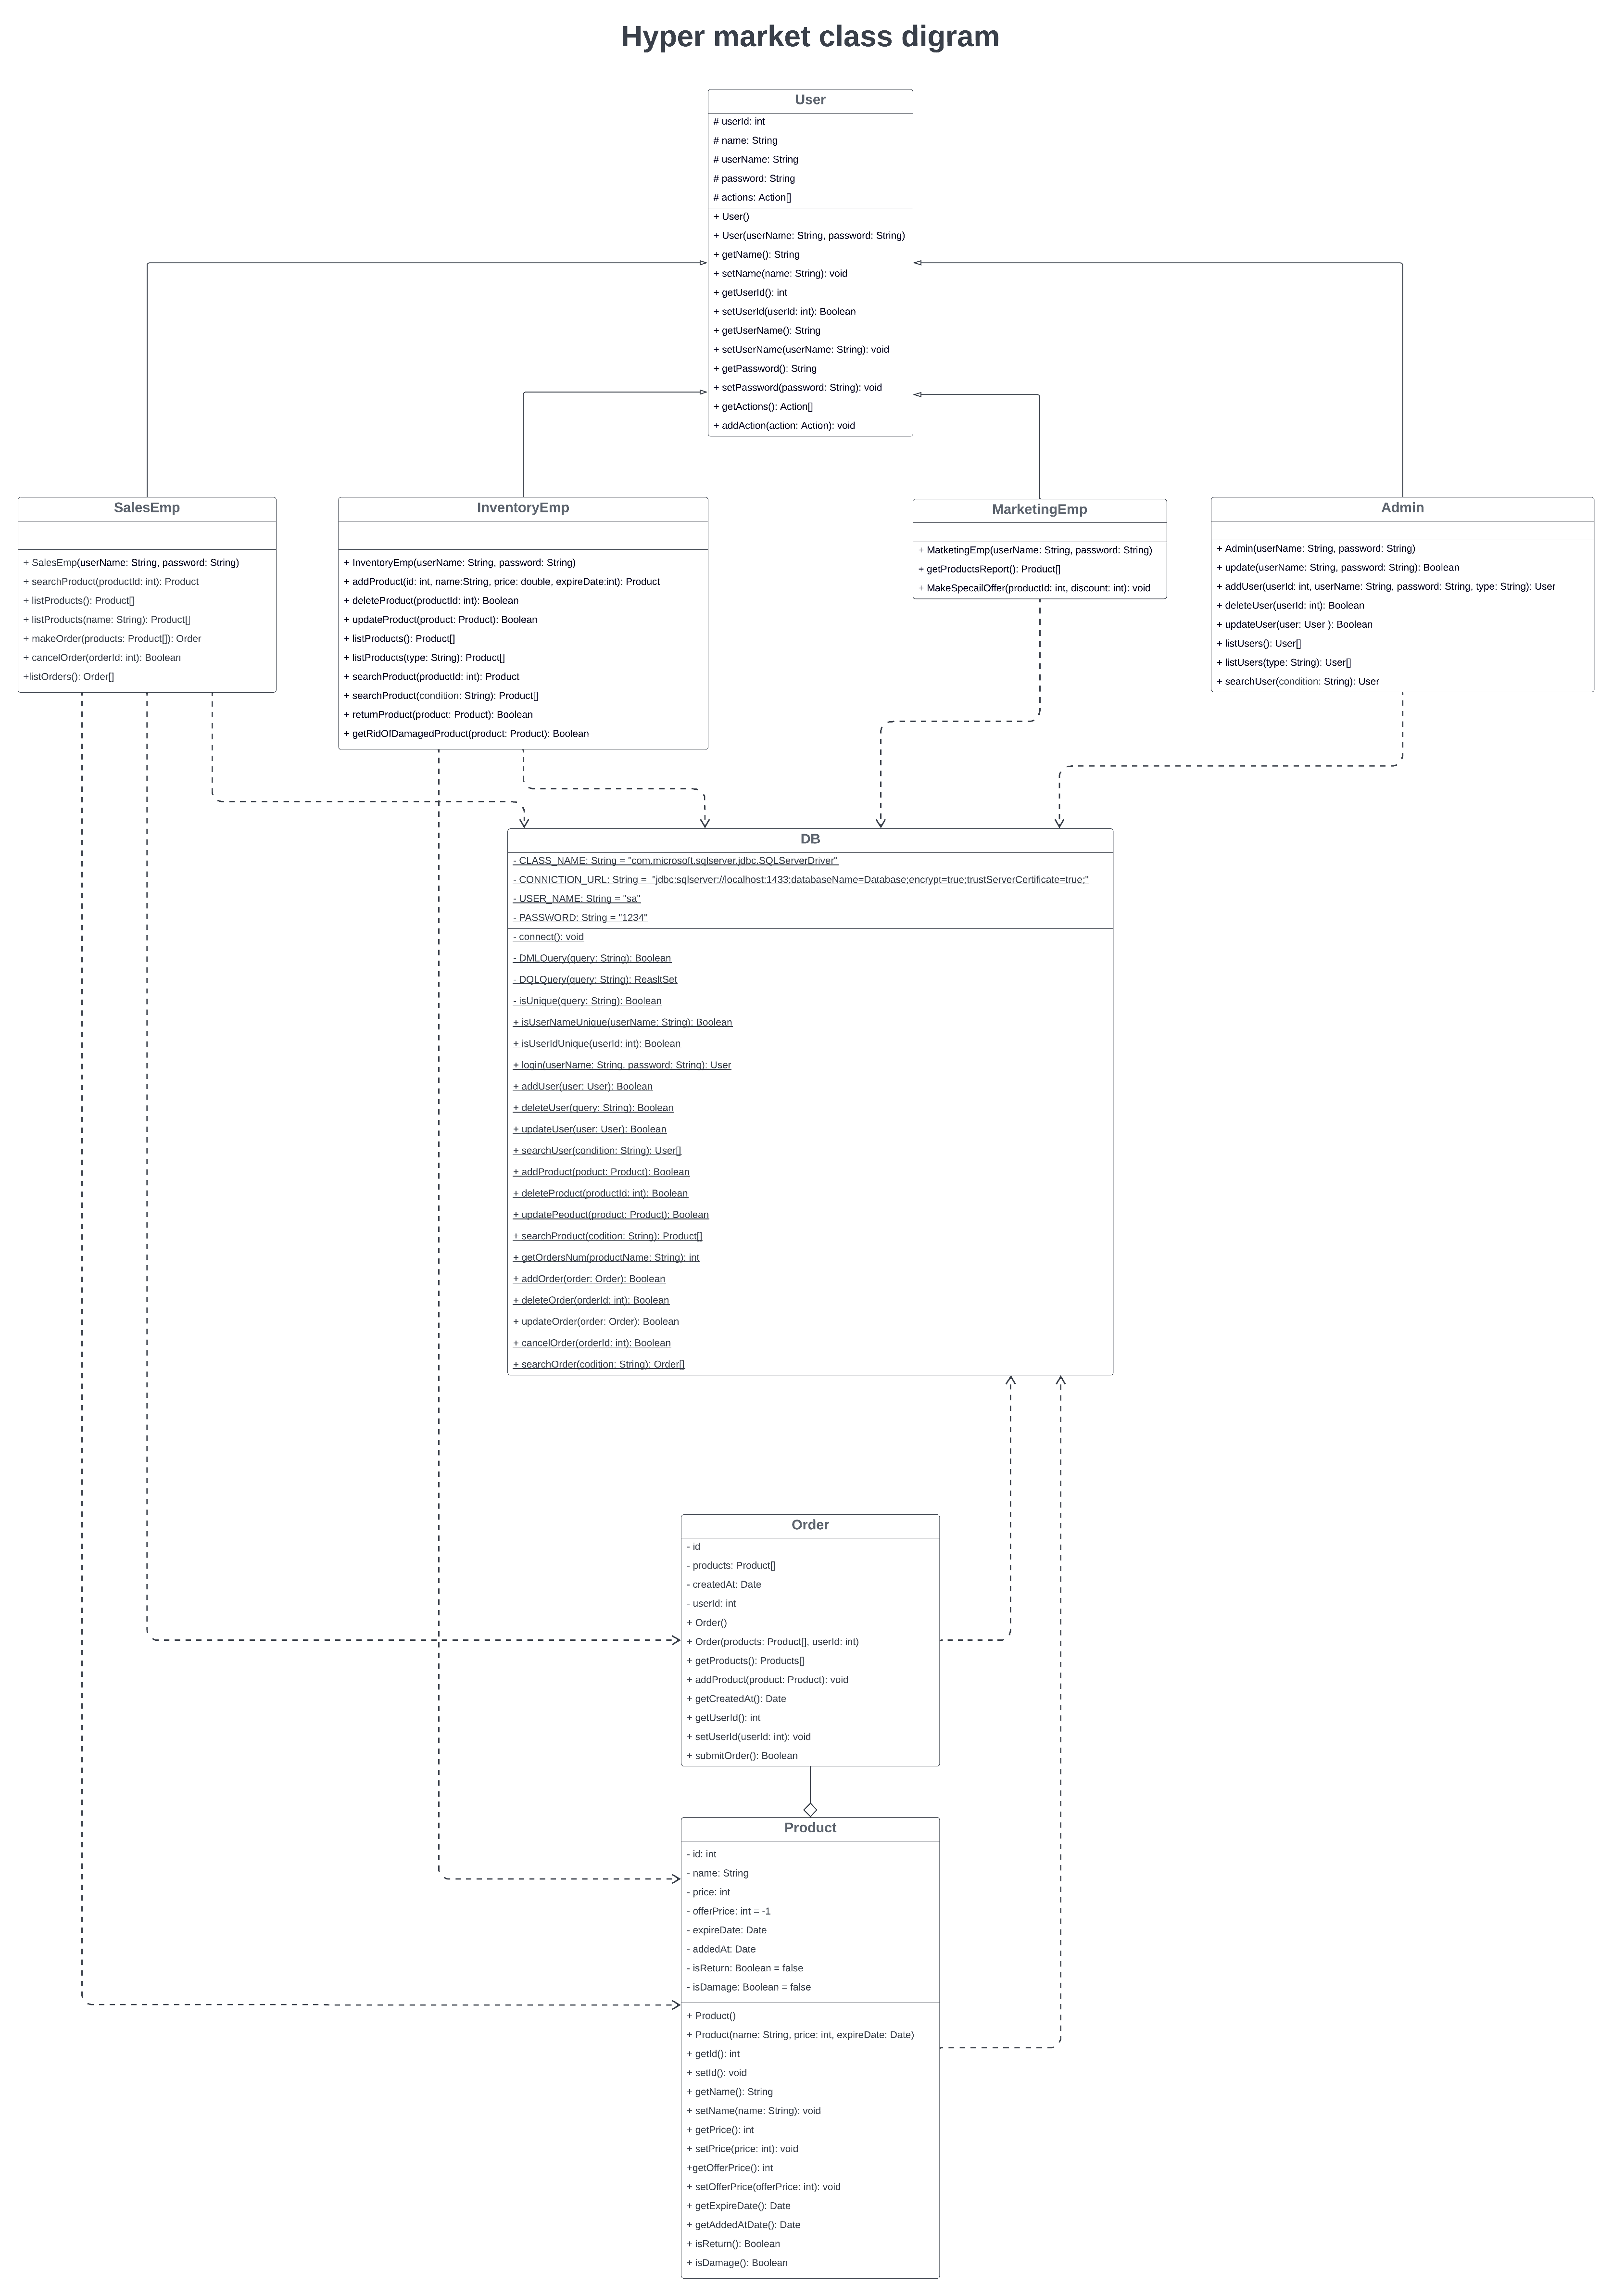 Hyper market class digram
User
# userId: int
# name: String
# userName: String
# password: String
# actions: Action[]
+ User()
+ User(userName: String, password: String)
+ getName(): String
+ setName(name: String): void
+ getUserId(): int
+ setUserId(userId: int): Boolean
+ getUserName(): String
+ setUserName(userName: String): void
+ getPassword(): String
+ setPassword(password: String): void
+ getActions(): Action[]
+ addAction(action: Action): void
SalesEmp
+ SalesEmp(userName: String, password: String)
+ searchProduct(productId: int): Product
+ listProducts(): Product[]
+ listProducts(name: String): Product[]
+ makeOrder(products: Product[]): Order
+ cancelOrder(orderId: int): Boolean
+listOrders(): Order[]
InventoryEmp
+ InventoryEmp(userName: String, password: String)
+ addProduct(id: int, name:String, price: double, expireDate:int): Product
+ deleteProduct(productId: int): Boolean
+ updateProduct(product: Product): Boolean
+ listProducts(): Product[]
+ listProducts(type: String): Product[]
+ searchProduct(productId: int): Product
+ searchProduct(condition: String): Product[]
+ returnProduct(product: Product): Boolean
+ getRidOfDamagedProduct(product: Product): Boolean
MarketingEmp
+ MatketingEmp(userName: String, password: String)
+ getProductsReport(): Product[]
+ MakeSpecailOffer(productId: int, discount: int): void
Admin
+ Admin(userName: String, password: String)
+ update(userName: String, password: String): Boolean
+ addUser(userId: int, userName: String, password: String, type: String): User
+ deleteUser(userId: int): Boolean
+ updateUser(user: User ): Boolean
+ listUsers(): User[]
+ listUsers(type: String): User[]
+ searchUser(condition: String): User
DB
- CLASS_NAME: String = "com.microsoft.sqlserver.jdbc.SQLServerDriver"
- CONNICTION_URL: String =  "jdbc:sqlserver://localhost:1433;databaseName=Database;encrypt=true;trustServerCertificate=true;"
- USER_NAME: String = "sa"
- PASSWORD: String = "1234"
- connect(): void
- DMLQuery(query: String): Boolean
- DQLQuery(query: String): ReasltSet
- isUnique(query: String): Boolean
+ isUserNameUnique(userName: String): Boolean
+ isUserIdUnique(userId: int): Boolean
+ login(userName: String, password: String): User
+ addUser(user: User): Boolean
+ deleteUser(query: String): Boolean
+ updateUser(user: User): Boolean
+ searchUser(condition: String): User[]
+ addProduct(poduct: Product): Boolean
+ deleteProduct(productId: int): Boolean
+ updatePeoduct(product: Product): Boolean
+ searchProduct(codition: String): Product[]
+ getOrdersNum(productName: String): int
+ addOrder(order: Order): Boolean
+ deleteOrder(orderId: int): Boolean
+ updateOrder(order: Order): Boolean
+ cancelOrder(orderId: int): Boolean
+ searchOrder(codition: String): Order[]
Order
- id
- products: Product[]
- createdAt: Date
- userId: int
+ Order()
+ Order(products: Product[], userId: int)
+ getProducts(): Products[]
+ addProduct(product: Product): void
+ getCreatedAt(): Date
+ getUserId(): int
+ setUserId(userId: int): void
+ submitOrder(): Boolean
Product
- id: int
- name: String
- price: int
- offerPrice: int = -1
- expireDate: Date
- addedAt: Date
- isReturn: Boolean = false
- isDamage: Boolean = false
+ Product()
+ Product(name: String, price: int, expireDate: Date)
+ getId(): int
+ setId(): void
+ getName(): String
+ setName(name: String): void
+ getPrice(): int
+ setPrice(price: int): void
+getOfferPrice(): int
+ setOfferPrice(offerPrice: int): void
+ getExpireDate(): Date
+ getAddedAtDate(): Date
+ isReturn(): Boolean
+ isDamage(): Boolean